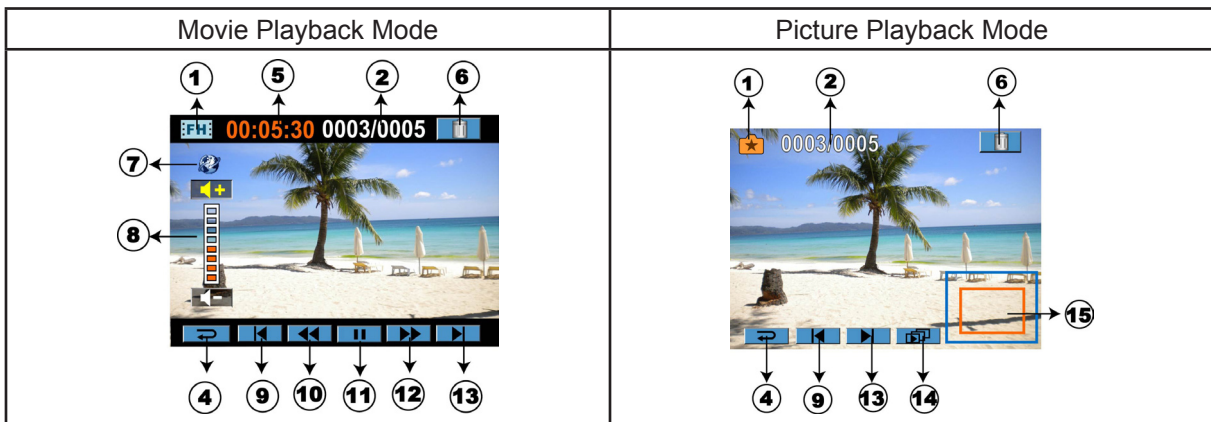 Movie Playback Mode
Picture Playback Mode
1 5 2 6
FH 00:05:30 0003/0005
7
8
4 9 10 11 12 13
1 2 6
0003/0005
15
4 9 13 14